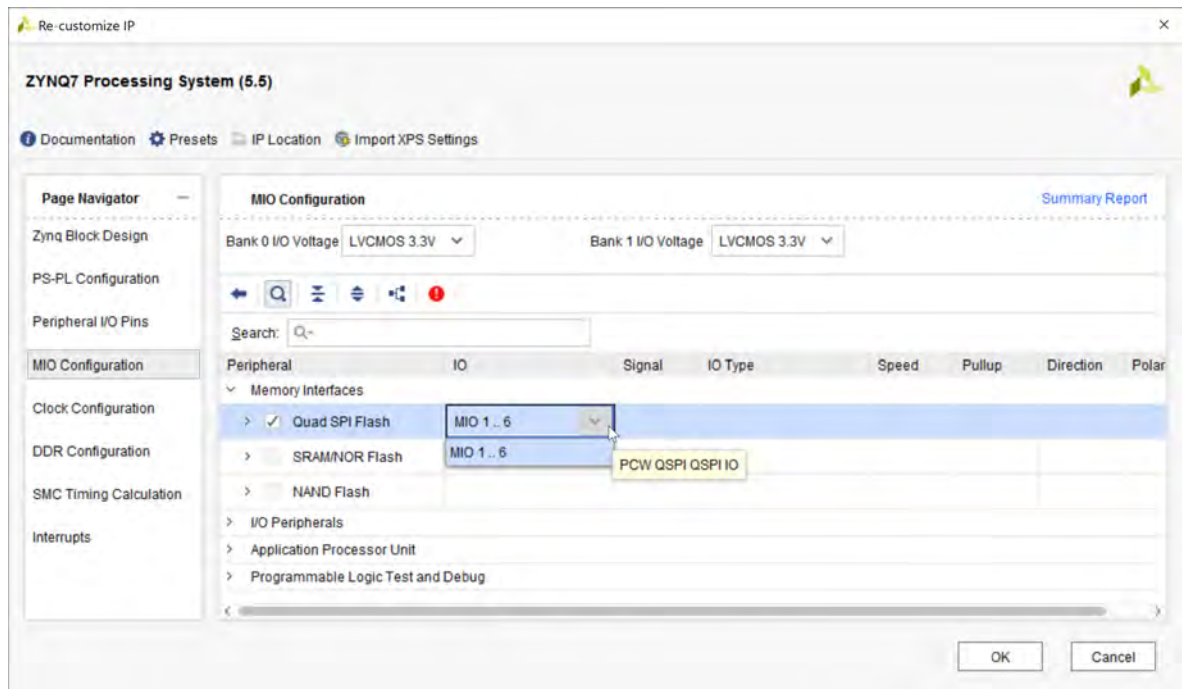 Re-customize IP
ZYNQ7 Processing System (5.5)
Documentation Presets IP Location Import XPS Settings
Page Navigator
Zynq Block Design
PS-PL Configuration
Peripheral I/O Pins
MIO Configuration
Clock Configuration
DDR Configuration
SMC Timing Calculation
Interrupts
MIO Configuration Summary Report
Bank 0 I/O Voltage LVCMOS 3.3V Bank 1 I/O Voltage LVCMOS 3.3V
Search:
Peripheral IO Signal IO Type Speed Pullup Direction Polar
Memory Interfaces
Quad SPI Flash MIO 1 .. 6
MIO 1 .. 6
SRAM/NOR Flash
PCW QSPI QSPI IO
NAND Flash
I/O Peripherals
Application Processor Unit
Programmable Logic Test and Debug
OK Cancel